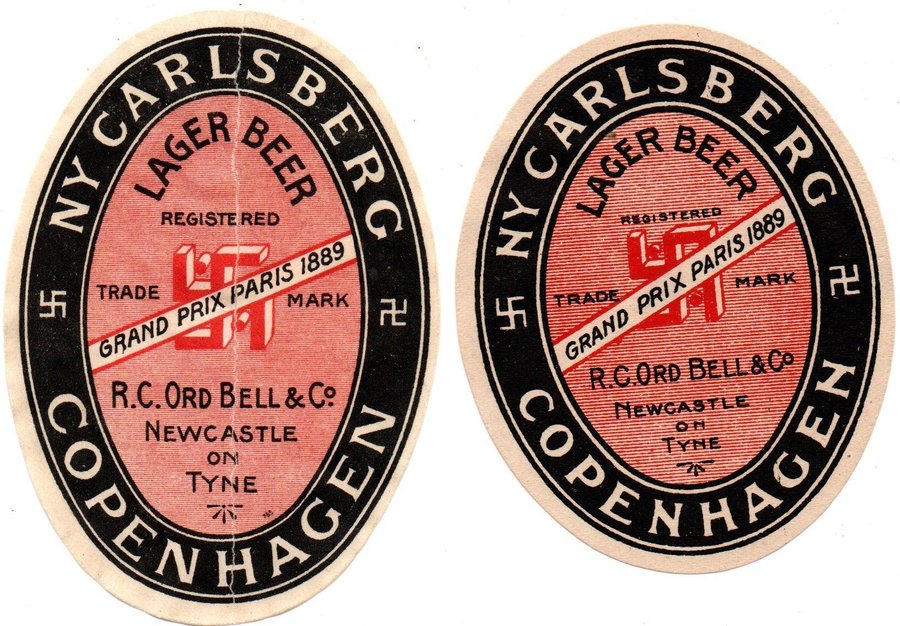 NY CARLSBERG
LAGER BEER
REGISTERED
TRADE MARK
GRAND PRIX PARIS 1889
R.C. ORD BELL & Co
NEWCASTLE
ON
TYNE
COPENHAGEN
NY CARLSBERG
LAGER BEER
REGISTERED
TRADE MARK
GRAND PRIX PARIS 1889
R.C. ORD BELL & Co
NEWCASTLE
ON
TYNE
COPENHAGEN